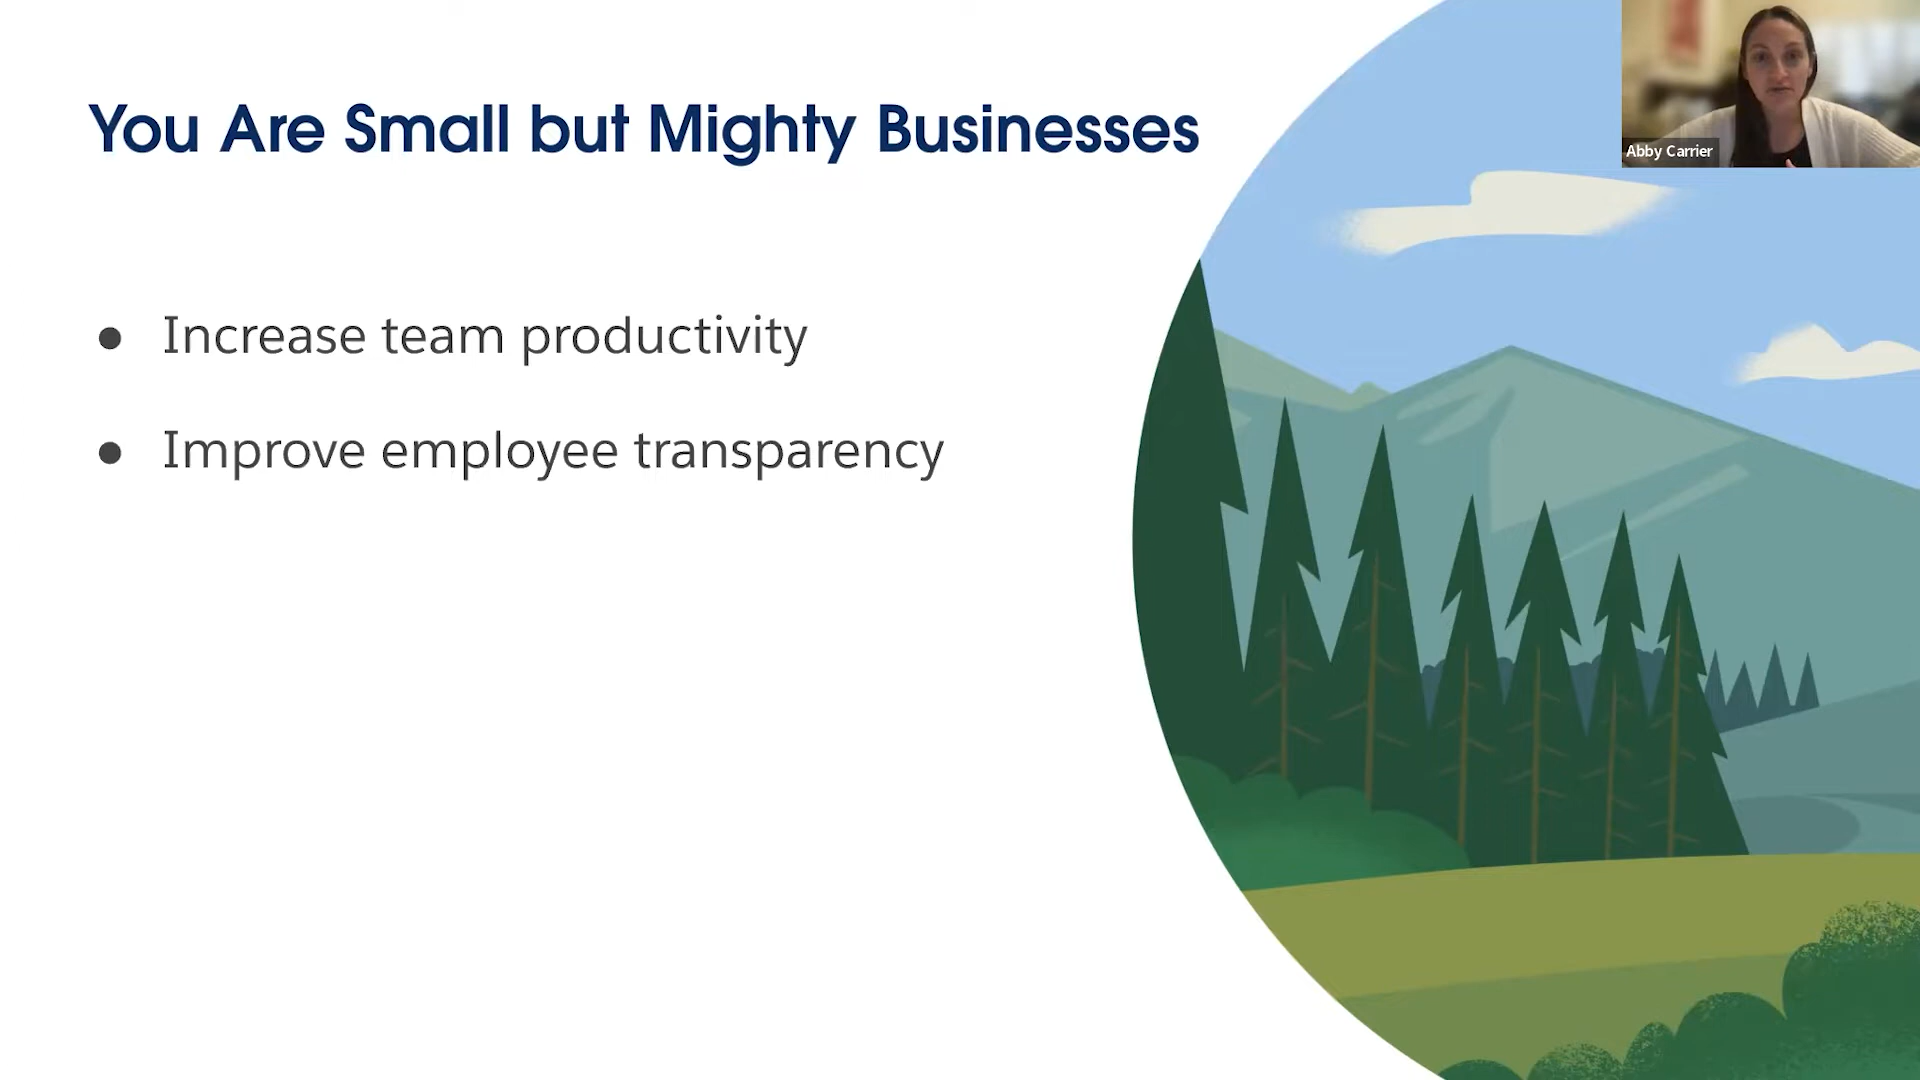 You Are Small but Mighty Businesses
Abby Carrier
● Increase team productivity
● Improve employee transparency